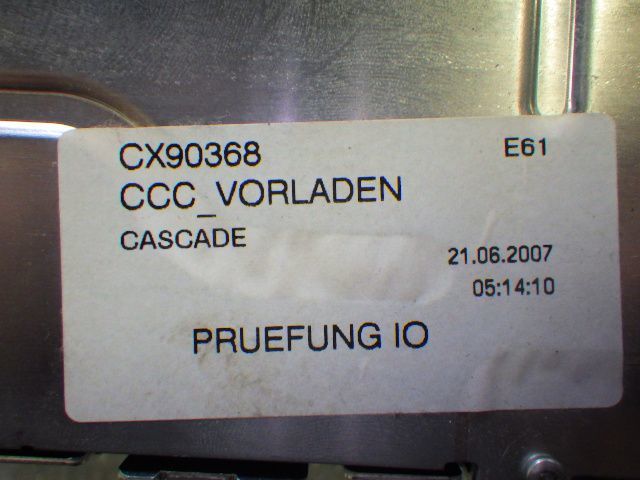 CX90368 E61
CCC_VORLADEN
CASCADE
21.06.2007
05:14:10
PRUEFUNG IO